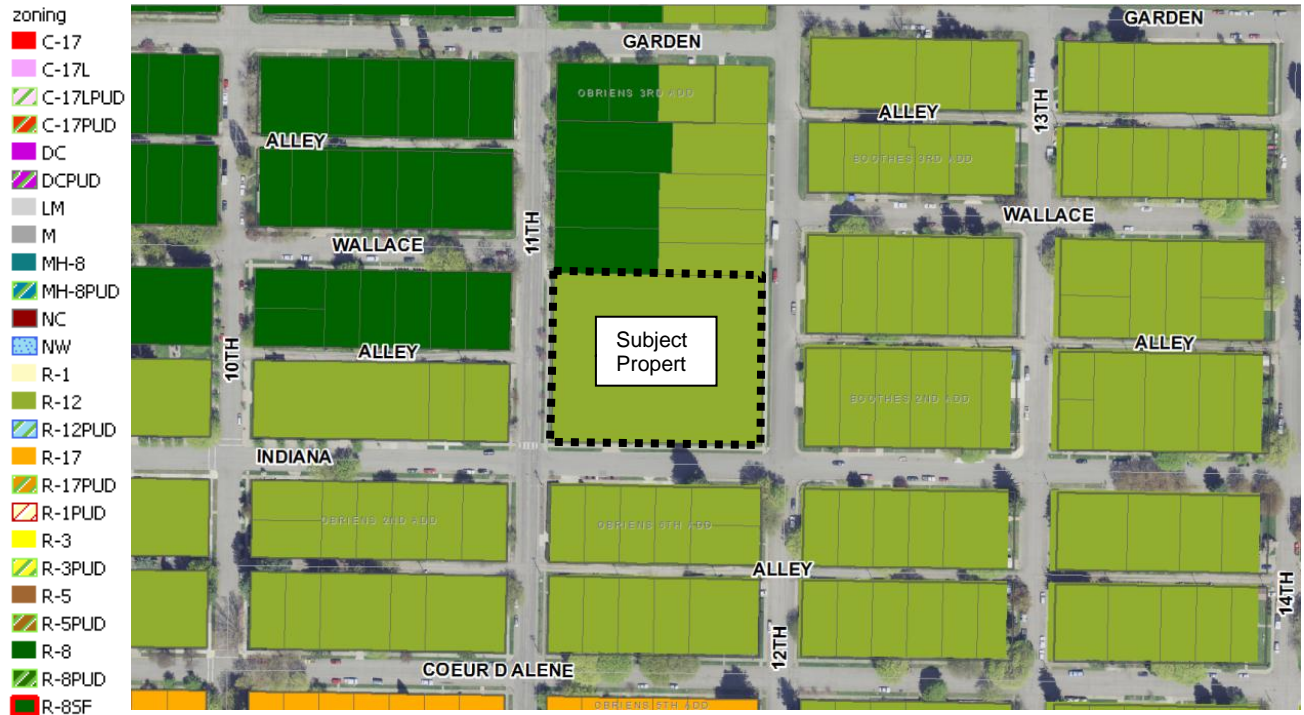 zoning
C-17
C-17L
C-17LPUD
C-17PUD
DC
DCPUD
LM
M
MH-8
MH-8PUD
NC
NW
R-1
R-12
R-12PUD
R-17
R-17PUD
R-1PUD
R-3
R-3PUD
R-5
R-5PUD
R-8
R-8PUD
R-8SF
GARDEN
GARDEN
OBRIENS 3RD ADD
ALLEY
ALLEY
13TH
BOOTHES 3RD ADD
11TH
WALLACE
WALLACE
Subject
Propert
10TH
ALLEY
ALLEY
BOOTHES 2ND ADD
INDIANA
OBRIENS 2ND ADD
OBRIENS 5TH ADD
ALLEY
14TH
12TH
COEUR D ALENE
OBRIENS 5TH ADD